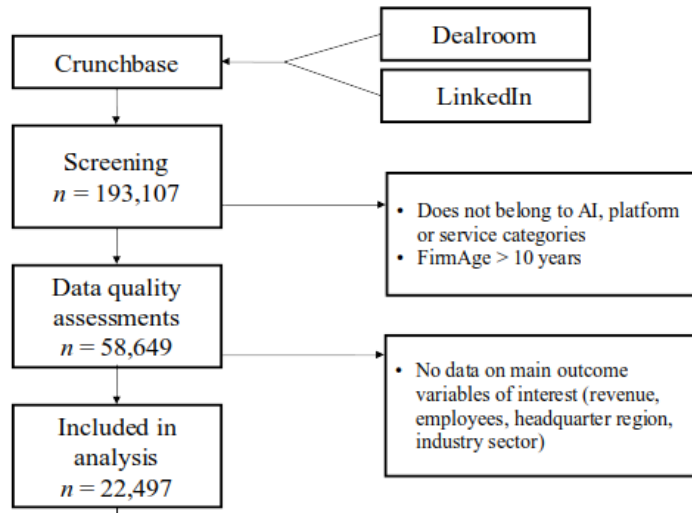 Dealroom
Crunchbase
LinkedIn
Screening
n = 193,107
• Does not belong to AI, platform
or service categories
• FirmAge > 10 years
Data quality
assessments
n = 58,649
• No data on main outcome
variables of interest (revenue,
employees, headquarter region,
industry sector)
Included in
analysis
n = 22,497